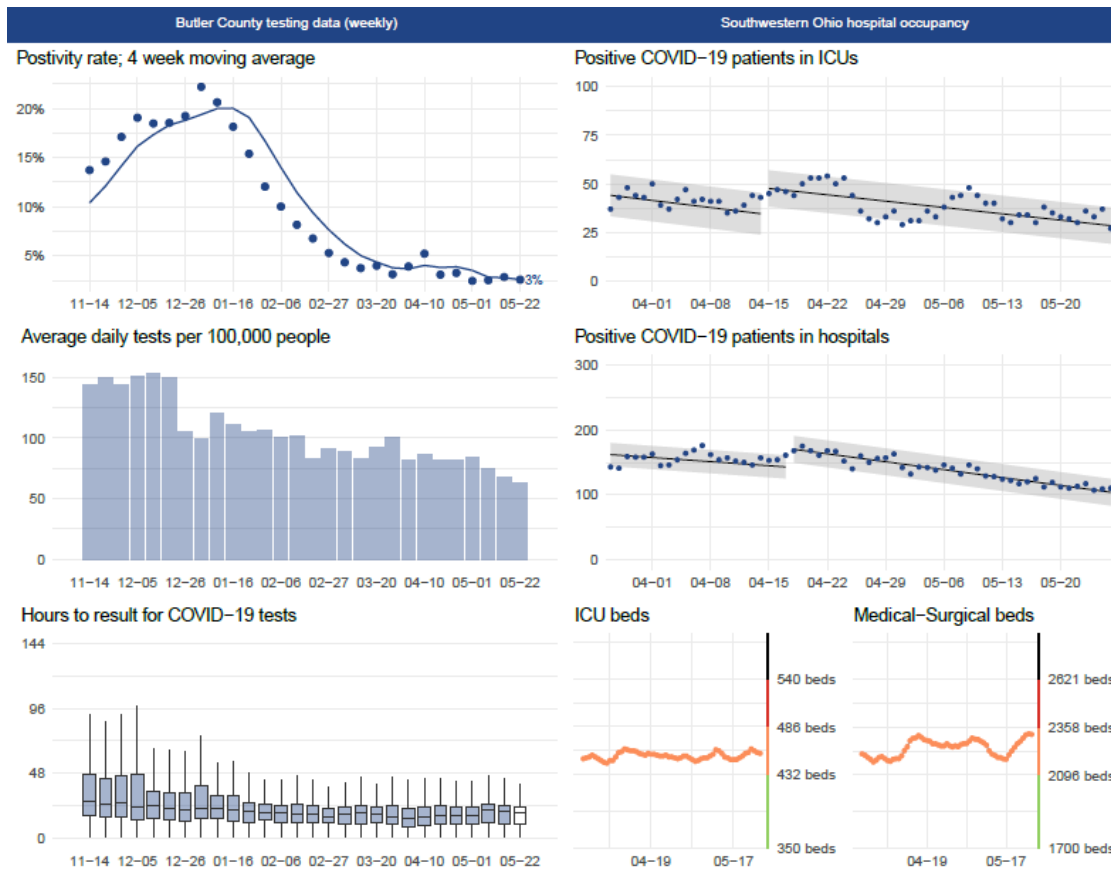 Butler County testing data (weekly)
Southwestern Ohio hospital occupancy
Postivity rate; 4 week moving average
20%
15%
10%
5%
3%
11−14 12−05 12−26 01−16 02−06 02−27 03−20 04−10 05−01 05−22
Positive COVID−19 patients in ICUs
100
75
50
25
0
04−01 04−08 04−15 04−22 04−29 05−06 05−13 05−20
Average daily tests per 100,000 people
150
100
50
0
11−14 12−05 12−26 01−16 02−06 02−27 03−20 04−10 05−01 05−22
Positive COVID−19 patients in hospitals
300
200
100
0
04−01 04−08 04−15 04−22 04−29 05−06 05−13 05−20
Hours to result for COVID−19 tests
144
96
48
0
11−14 12−05 12−26 01−16 02−06 02−27 03−20 04−10 05−01 05−22
ICU beds
540 beds
486 beds
432 beds
350 beds
04−19 05−17
Medical−Surgical beds
2621 beds
2358 beds
2096 beds
1700 beds
04−19 05−17